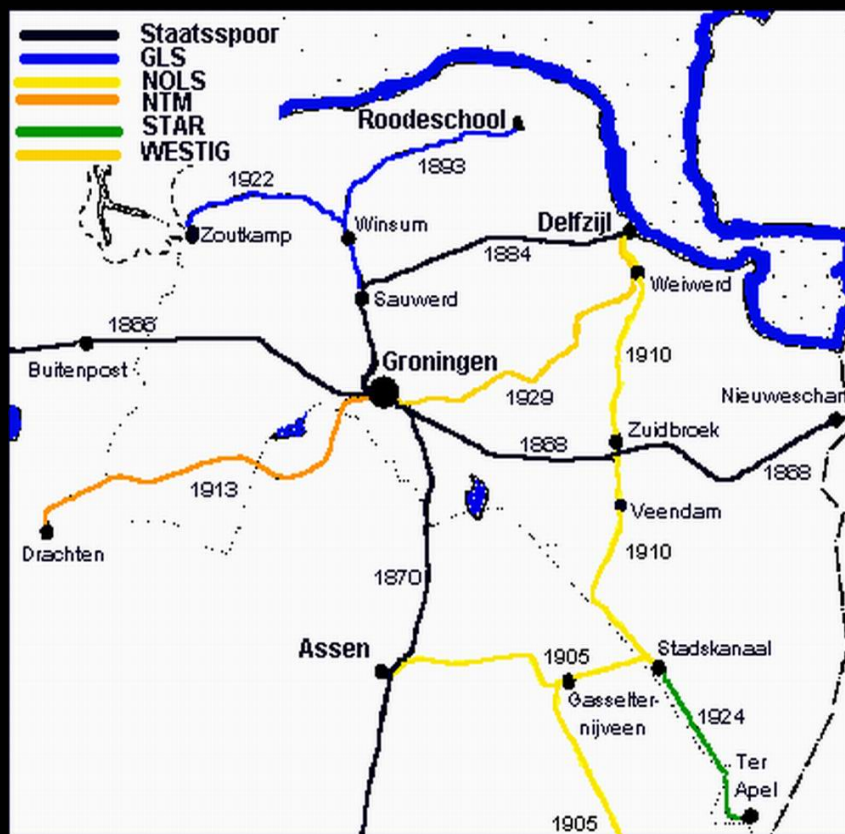 Staatsspoor
GLS
NOLS
NTM
STAR
WESTIG
Roodeschool
1893
1922
Winsum
Zoutkamp
Delfzijl
1884
Weiwerd
Sauwerd
1866
Buitenpost
Groningen
1910
1929
Nieuweschan
Zuidbroek
1868
1868
1913
Veendam
Drachten
1910
1870
Assen
1905
Stadskanaal
Gasselter-
nijveen
1924
Ter
Apel
1905